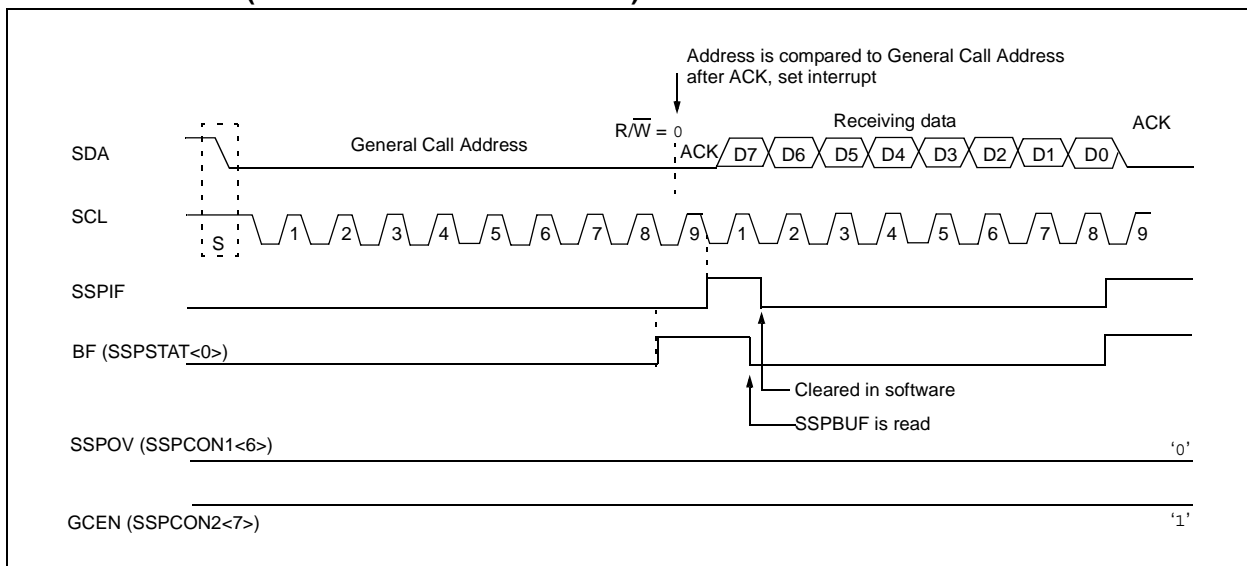 Address is compared to General Call Address
after ACK, set interrupt
R/W = 0
Receiving data
ACK
SDA
General Call Address
ACK
D7 D6 D5 D4 D3 D2 D1 D0
SCL
S
1 2 3 4 5 6 7 8 9 1 2 3 4 5 6 7 8 9
SSPIF
BF (SSPSTAT<0>)
Cleared in software
SSPBUF is read
SSPOV (SSPCON1<6>)
‘0’
GCEN (SSPCON2<7>)
‘1’